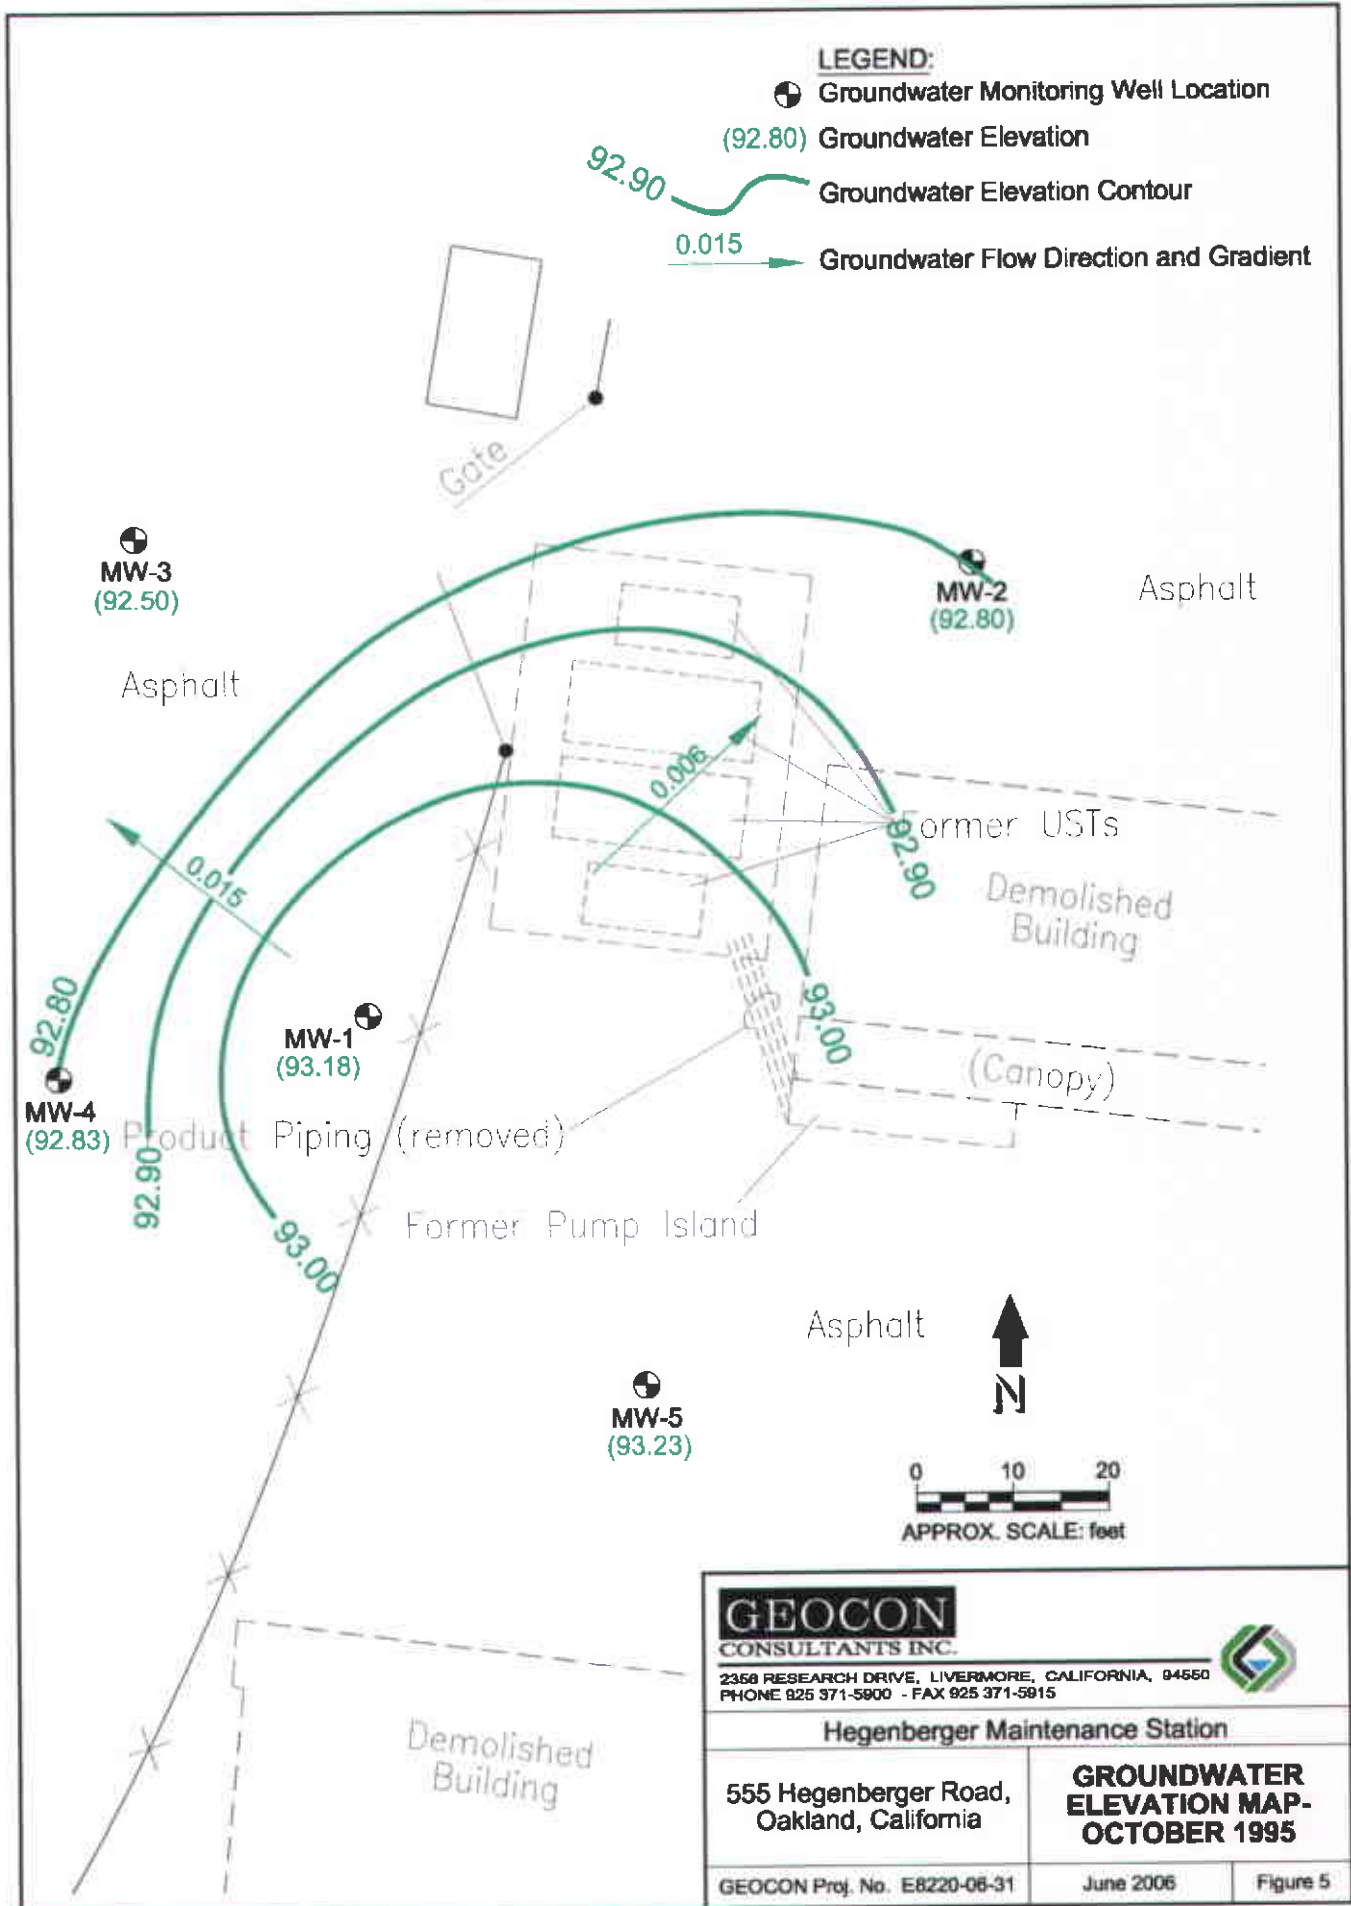 LEGEND:
Groundwater Monitoring Well Location
(92.80) Groundwater Elevation
92.90
Groundwater Elevation Contour
0.015
Groundwater Flow Direction and Gradient
Gate
MW-3
(92.50)
MW-2
(92.80)
Asphalt
Asphalt
0.006
Former USTs
92.90
0.015
Demolished
Building
92.80
93.00
MW-1
(93.18)
(Canopy)
MW-4
(92.83)
Product Piping (removed)
92.90
Former Pump Island
93.00
Asphalt
N
MW-5
(93.23)
0 10 20
APPROX. SCALE: feet
GEOCON
CONSULTANTS INC.
2356 RESEARCH DRIVE, LIVERMORE, CALIFORNIA, 94550
PHONE 925 371-5900 - FAX 925 371-5915
Hegenberger Maintenance Station
Demolished
Building
555 Hegenberger Road,
Oakland, California
GROUNDWATER
ELEVATION MAP-
OCTOBER 1995
GEOCON Proj. No. E8220-06-31
June 2006
Figure 5